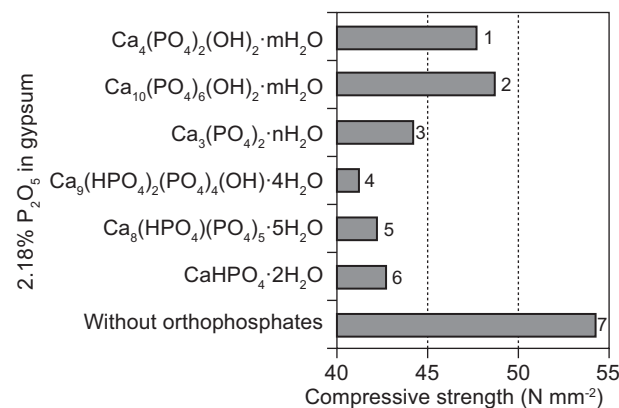 2.18% P₂O₅ in gypsum
Ca₄(PO₄)₂(OH)₂·mH₂O 1
Ca₁₀(PO₄)₆(OH)₂·mH₂O 2
Ca₃(PO₄)₂·nH₂O 3
Ca₉(HPO₄)₂(PO₄)₄(OH)·4H₂O 4
Ca₈(HPO₄)(PO₄)₅·5H₂O 5
CaHPO₄·2H₂O 6
Without orthophosphates 7
40 45 50 55
Compressive strength (N mm⁻²)